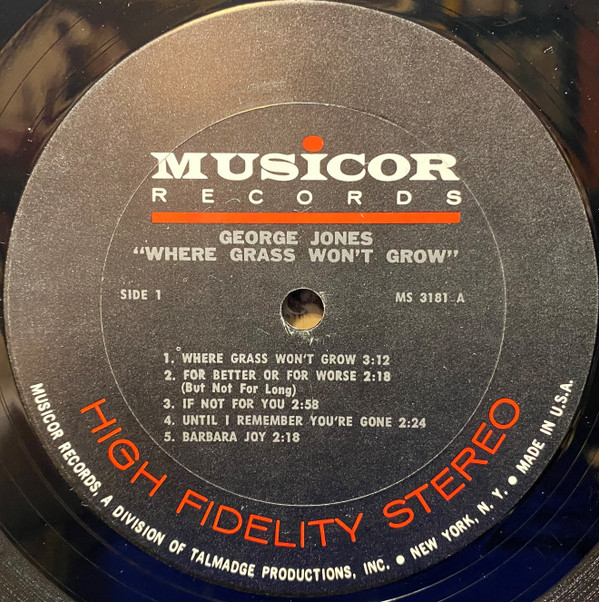 MUSICOR
RECORDS
GEORGE JONES
"WHERE GRASS WON'T GROW"
SIDE 1
MS 3181 A
1. WHERE GRASS WON'T GROW 3:12
2. FOR BETTER OR FOR WORSE 2:18
(But Not For Long)
3. IF NOT FOR YOU 2:58
4. UNTIL I REMEMBER YOU'RE GONE 2:24
5. BARBARA JOY 2:18
HIGH FIDELITY STEREO
MUSICOR RECORDS, A DIVISION OF TALMADGE PRODUCTIONS, INC. ● NEW YORK, N. Y. ● MADE IN U.S.A.